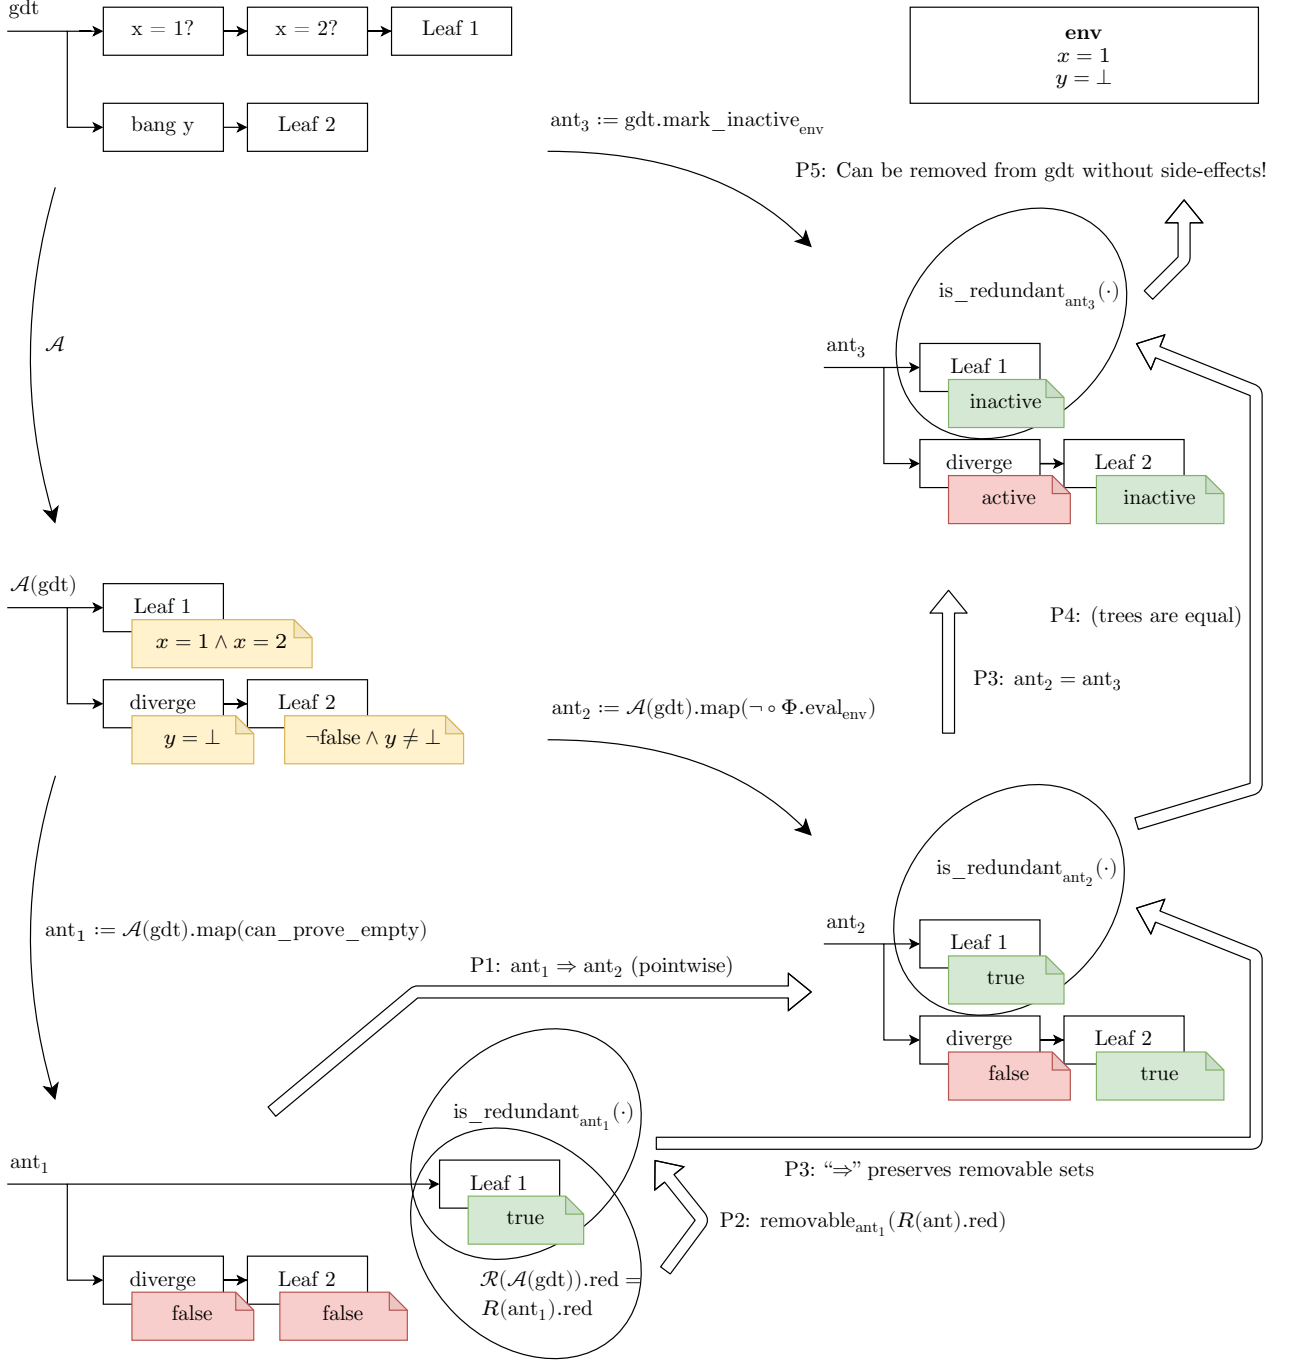 gdt
x = 1?
x = 2?
Leaf 1
env
x = 1
y = ⊥
bang y
Leaf 2
ant₃ := gdt.mark_inactive_env
P5: Can be removed from gdt without side-effects!
is_redundant_ant₃(·)
𝒜
ant₃
Leaf 1
inactive
diverge
Leaf 2
active
inactive
𝒜(gdt)
Leaf 1
x = 1 ∧ x = 2
P4: (trees are equal)
diverge
Leaf 2
y = ⊥
¬false ∧ y ≠ ⊥
P3: ant₂ = ant₃
ant₂ := 𝒜(gdt).map(¬ ∘ Φ.eval_env)
is_redundant_ant₂(·)
ant₁ := 𝒜(gdt).map(can_prove_empty)
ant₂
Leaf 1
true
P1: ant₁ ⇒ ant₂ (pointwise)
diverge
Leaf 2
false
true
is_redundant_ant₁(·)
ant₁
Leaf 1
true
P3: “⇒” preserves removable sets
P2: removable_ant₁(R(ant).red)
diverge
Leaf 2
false
false
ℛ(𝒜(gdt)).red =
R(ant₁).red